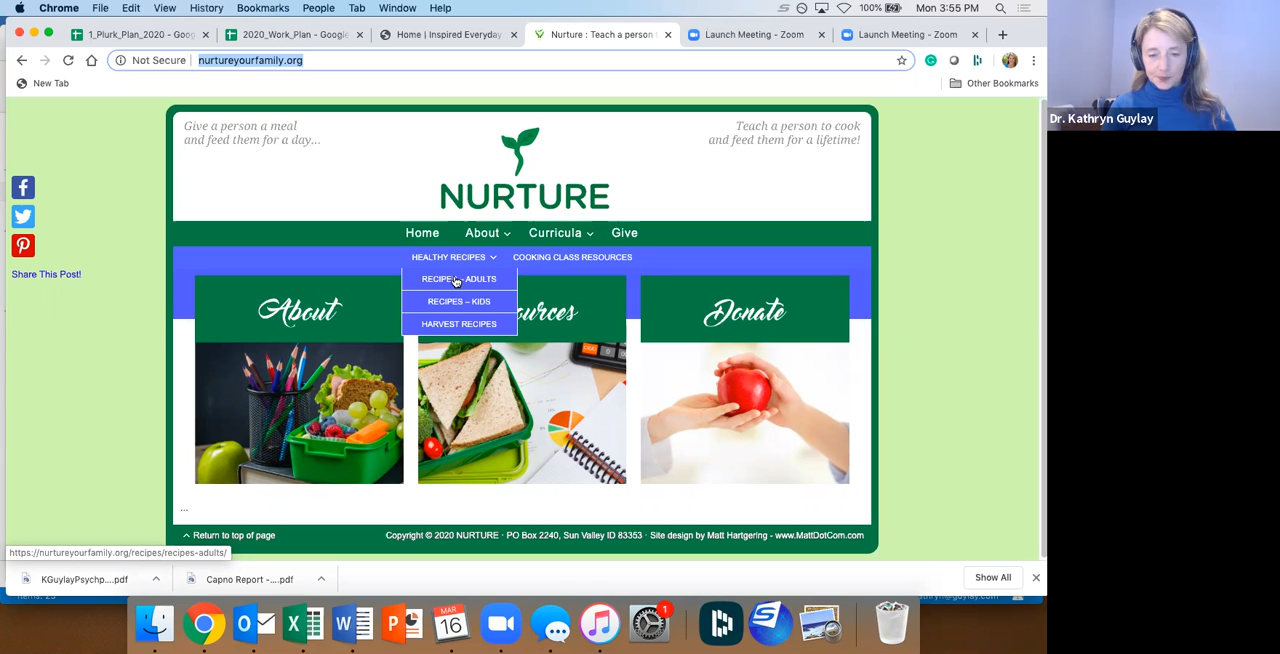 Chrome File Edit View History Bookmarks People Tab Window Help 100% Mon 3:55 PM
1_Plurk_Plan_2020 - Goog 2020_Work_Plan - Google Home | Inspired Everyday Nurture : Teach a person Launch Meeting - Zoom Launch Meeting - Zoom
Not Secure nurtureyourfamily.org
New Tab Other Bookmarks
Give a person a meal
and feed them for a day...
Teach a person to cook
and feed them for a lifetime!
NURTURE
Home About Curricula Give
HEALTHY RECIPES COOKING CLASS RESOURCES
RECIPES – ADULTS
RECIPES – KIDS
HARVEST RECIPES
Share This Post!
About ources Donate
...
Return to top of page Copyright © 2020 NURTURE · PO Box 2240, Sun Valley ID 83353 · Site design by Matt Hartgering - www.MattDotCom.com
https://nurtureyourfamily.org/recipes/recipes-adults/
KGuylayPsychp....pdf Capno Report -....pdf Show All
MAR
16
1
Dr. Kathryn Guylay